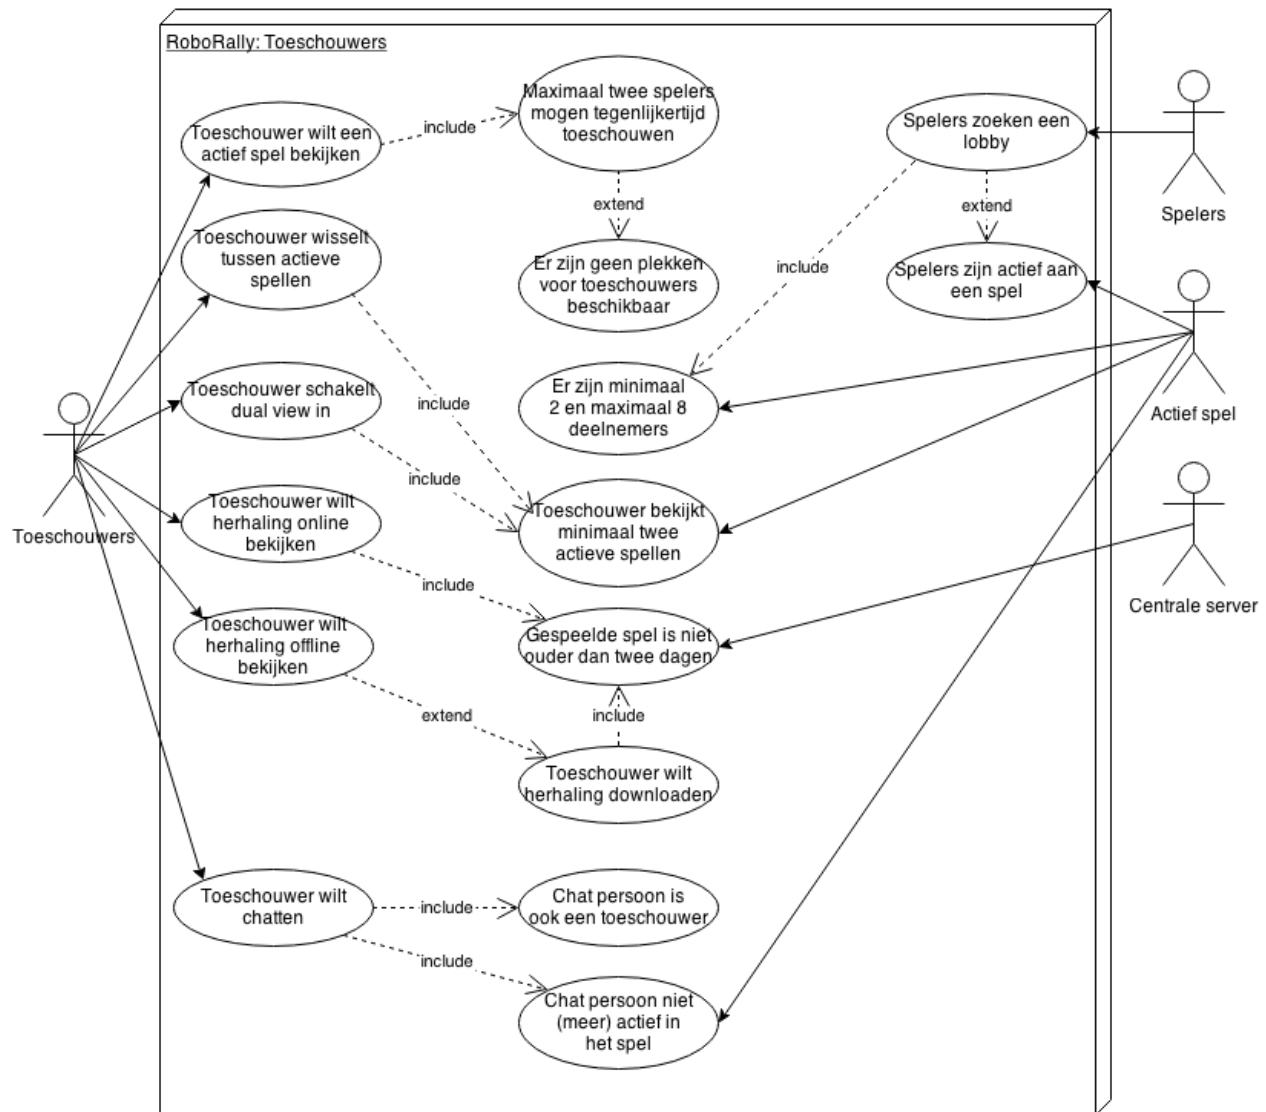 RoboRally: Toeschouwers
Toeschouwer wilt een
actief spel bekijken
include
Maximaal twee spelers
mogen tegenlijkertijd
toeschouwen
Spelers zoeken een
lobby
Spelers
extend
extend
Toeschouwer wisselt
tussen actieve
spellen
Er zijn geen plekken
voor toeschouwers
beschikbaar
include
Spelers zijn actief aan
een spel
Actief spel
Toeschouwer schakelt
dual view in
include
Er zijn minimaal
2 en maximaal 8
deelnemers
Toeschouwers
include
Toeschouwer wilt
herhaling online
bekijken
Toeschouwer bekijkt
minimaal twee
actieve spellen
include
Centrale server
Toeschouwer wilt
herhaling offline
bekijken
Gespeelde spel is niet
ouder dan twee dagen
extend
include
Toeschouwer wilt
herhaling downloaden
Toeschouwer wilt
chatten
include
Chat persoon is
ook een toeschouwer
include
Chat persoon niet
(meer) actief in
het spel